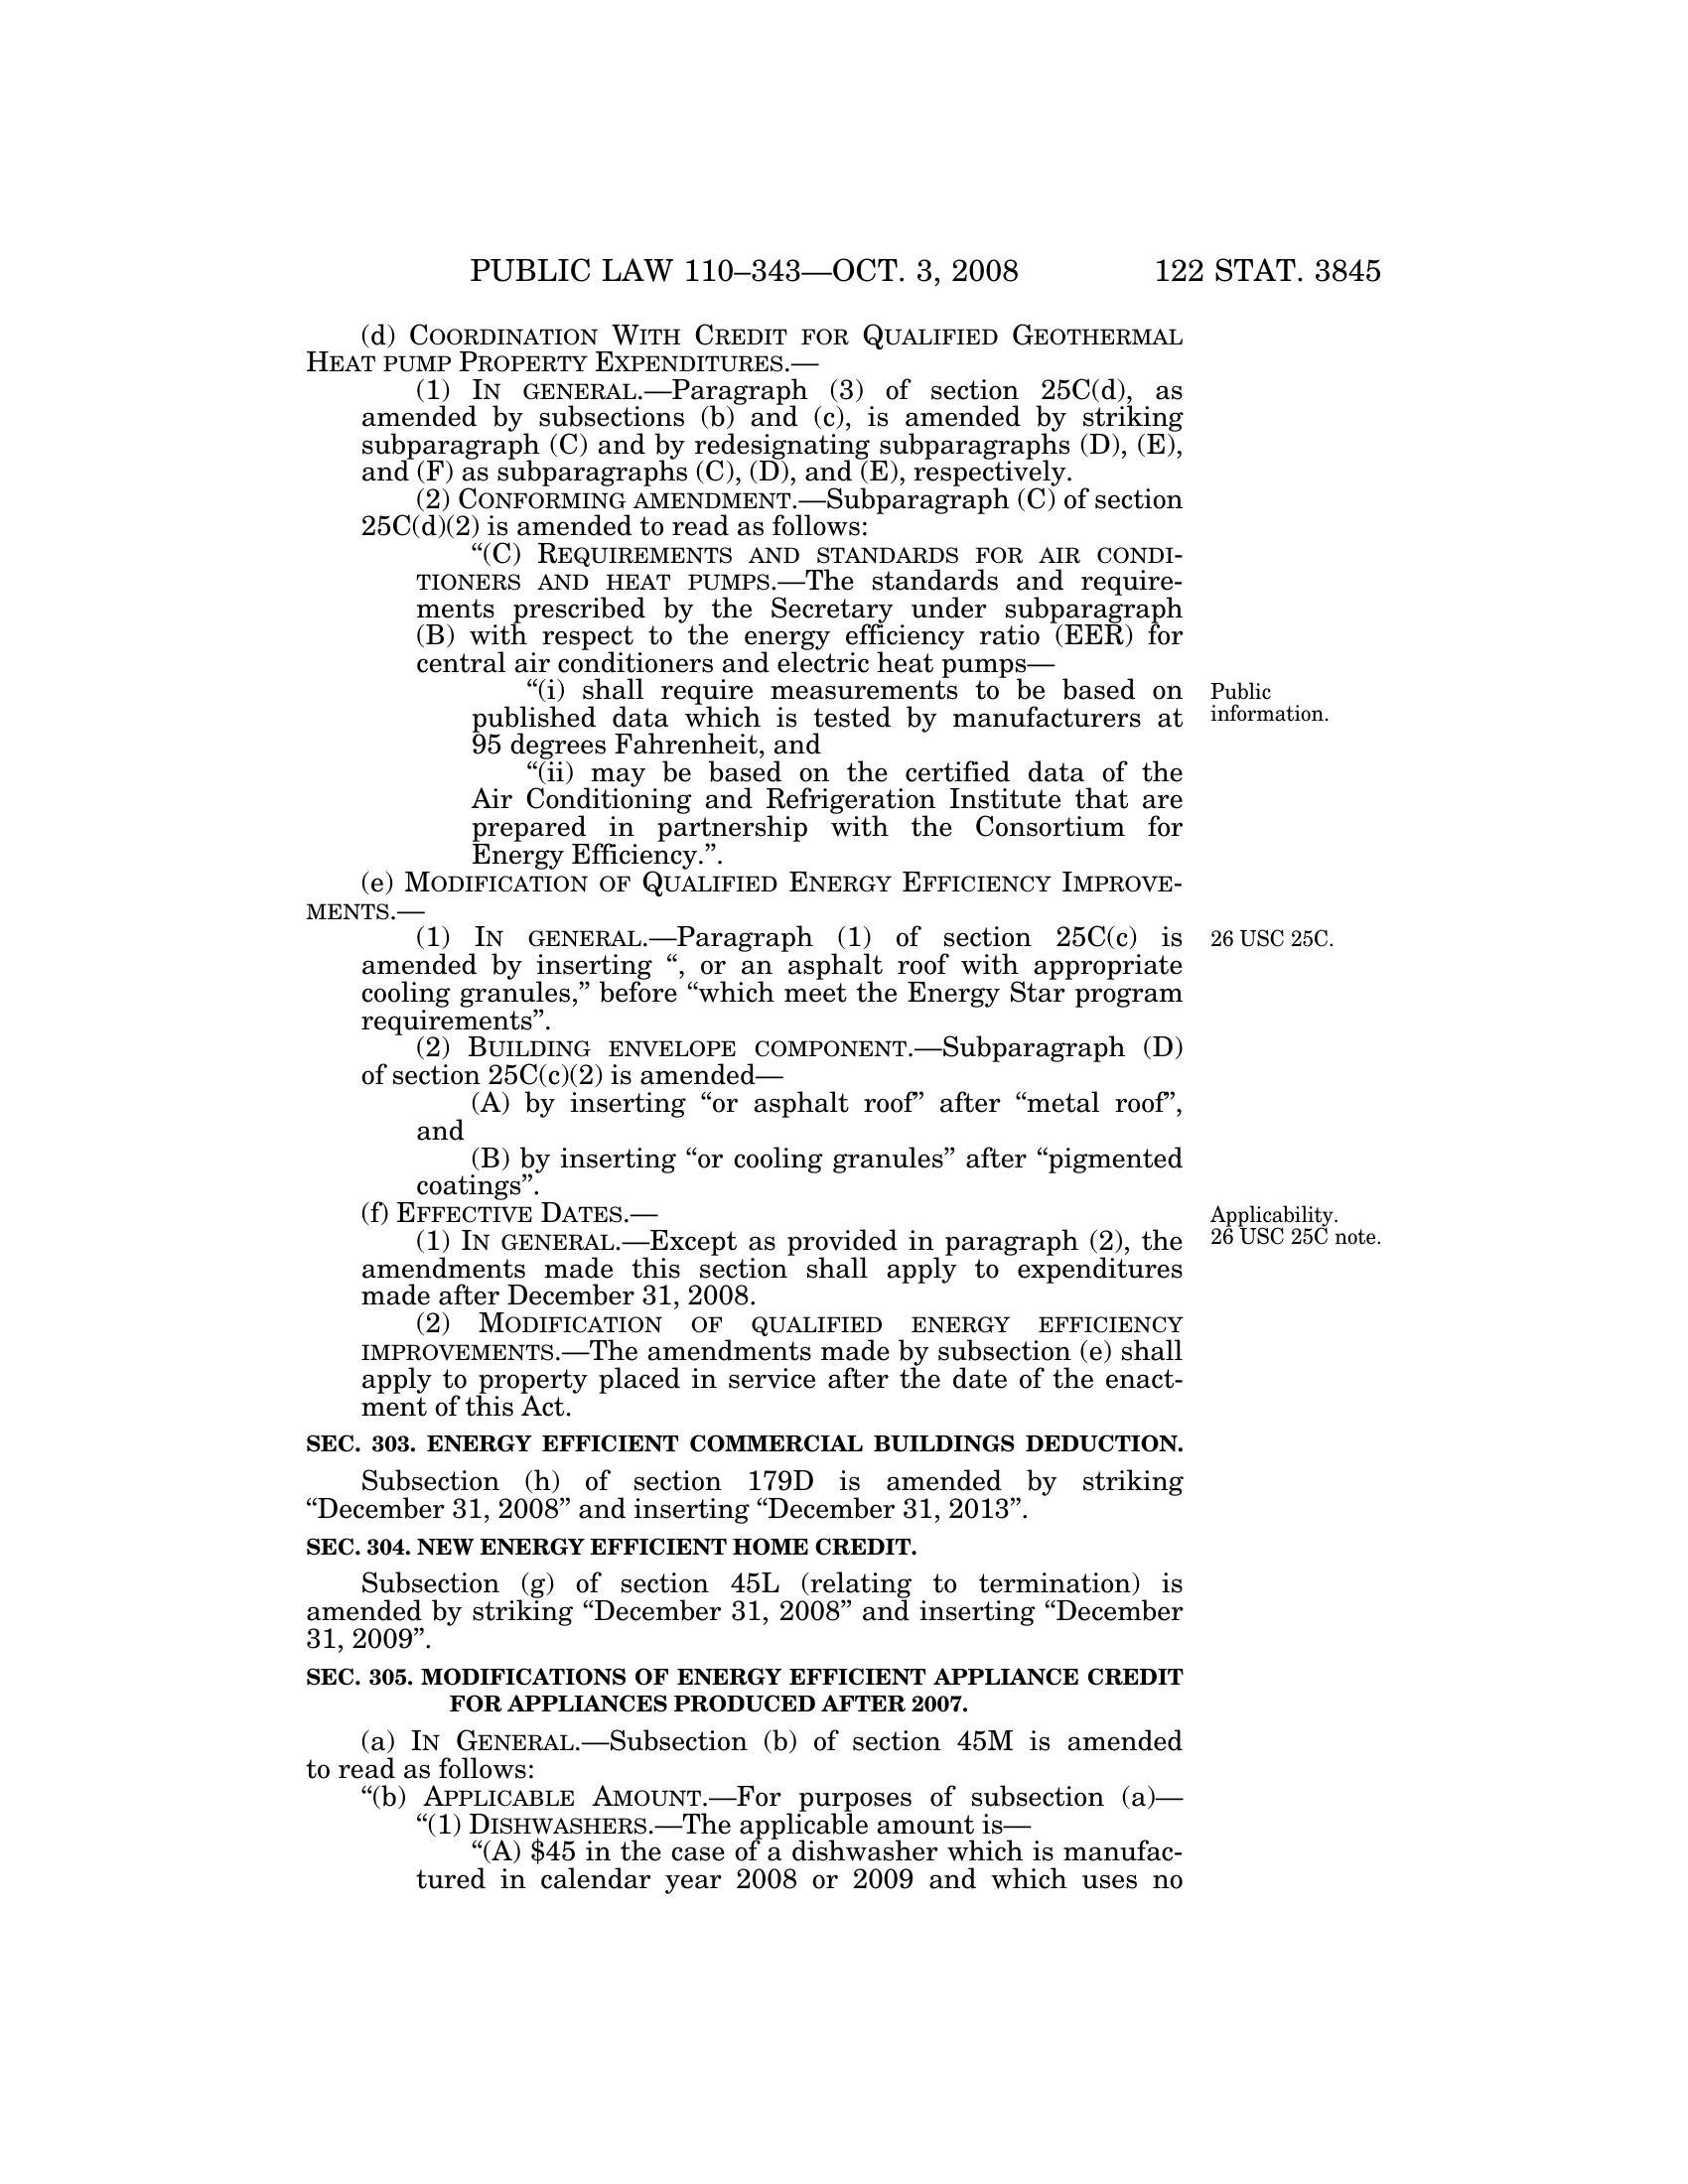 PUBLIC LAW 110–343—OCT. 3, 2008 122 STAT. 3845
(d) COORDINATION WITH CREDIT FOR QUALIFIED GEOTHERMAL
HEAT PUMP PROPERTY EXPENDITURES.—
(1) IN GENERAL.—Paragraph (3) of section 25C(d), as
amended by subsections (b) and (c), is amended by striking
subparagraph (C) and by redesignating subparagraphs (D), (E),
and (F) as subparagraphs (C), (D), and (E), respectively.
(2) CONFORMING AMENDMENT.—Subparagraph (C) of section
25C(d)(2) is amended to read as follows:
“(C) REQUIREMENTS AND STANDARDS FOR AIR CONDI-
TIONERS AND HEAT PUMPS.—The standards and require-
ments prescribed by the Secretary under subparagraph
(B) with respect to the energy efficiency ratio (EER) for
central air conditioners and electric heat pumps—
“(i) shall require measurements to be based on
published data which is tested by manufacturers at
95 degrees Fahrenheit, and
“(ii) may be based on the certified data of the
Air Conditioning and Refrigeration Institute that are
prepared in partnership with the Consortium for
Energy Efficiency.”.
(e) MODIFICATION OF QUALIFIED ENERGY EFFICIENCY IMPROVE-
MENTS.—
(1) IN GENERAL.—Paragraph (1) of section 25C(c) is
amended by inserting “, or an asphalt roof with appropriate
cooling granules,” before “which meet the Energy Star program
requirements”.
(2) BUILDING ENVELOPE COMPONENT.—Subparagraph (D)
of section 25C(c)(2) is amended—
(A) by inserting “or asphalt roof” after “metal roof”,
and
(B) by inserting “or cooling granules” after “pigmented
coatings”.
(f) EFFECTIVE DATES.—
(1) IN GENERAL.—Except as provided in paragraph (2), the
amendments made this section shall apply to expenditures
made after December 31, 2008.
(2) MODIFICATION OF QUALIFIED ENERGY EFFICIENCY
IMPROVEMENTS.—The amendments made by subsection (e) shall
apply to property placed in service after the date of the enact-
ment of this Act.
SEC. 303. ENERGY EFFICIENT COMMERCIAL BUILDINGS DEDUCTION.
Subsection (h) of section 179D is amended by striking
“December 31, 2008” and inserting “December 31, 2013”.
SEC. 304. NEW ENERGY EFFICIENT HOME CREDIT.
Subsection (g) of section 45L (relating to termination) is
amended by striking “December 31, 2008” and inserting “December
31, 2009”.
SEC. 305. MODIFICATIONS OF ENERGY EFFICIENT APPLIANCE CREDIT
FOR APPLIANCES PRODUCED AFTER 2007.
(a) IN GENERAL.—Subsection (b) of section 45M is amended
to read as follows:
“(b) APPLICABLE AMOUNT.—For purposes of subsection (a)—
“(1) DISHWASHERS.—The applicable amount is—
“(A) $45 in the case of a dishwasher which is manufac-
tured in calendar year 2008 or 2009 and which uses no
Public
information.
26 USC 25C.
Applicability.
26 USC 25C note.